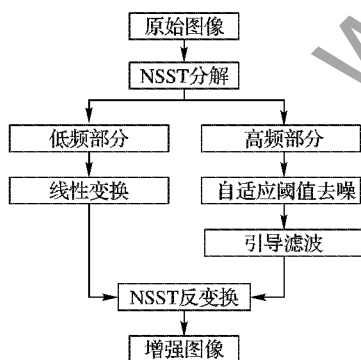 原始图像
NSST分解
低频部分
高频部分
线性变换
自适应阈值去噪
引导滤波
NSST反变换
增强图像